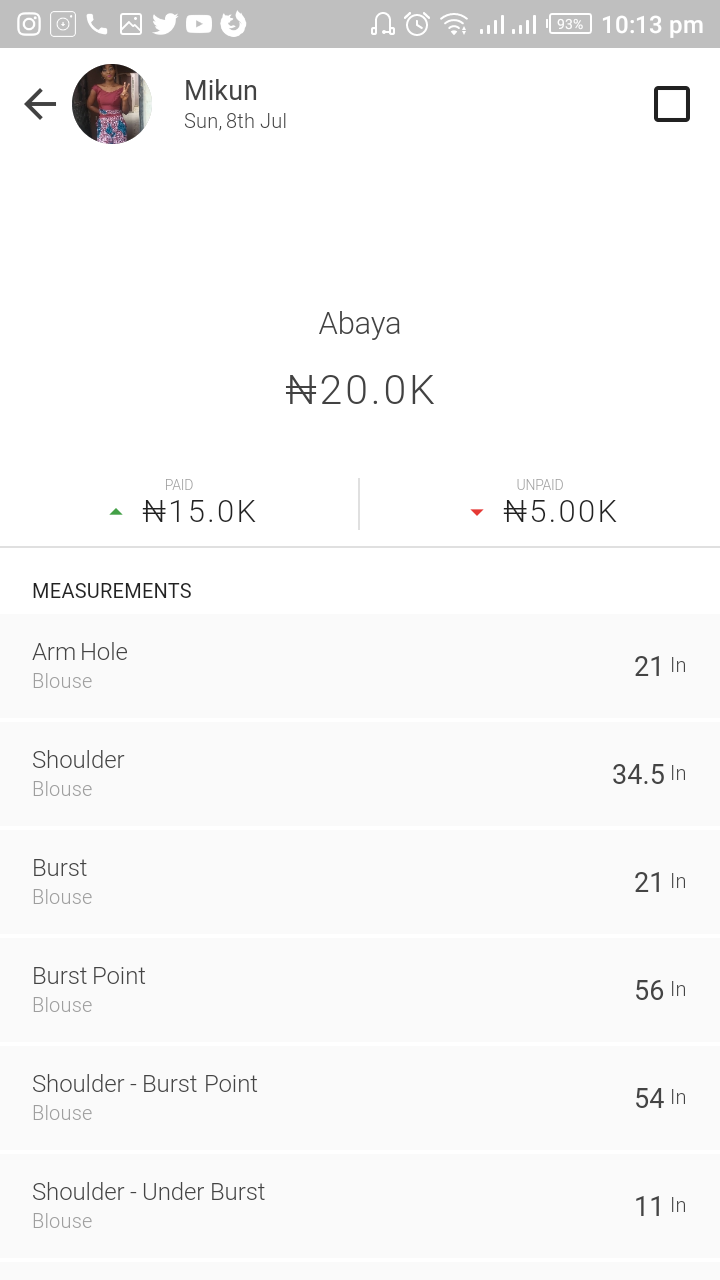 93% 10:13 pm
Mikun
Sun, 8th Jul
Abaya
₦20.0K
PAID
₦15.0K
UNPAID
₦5.00K
MEASUREMENTS
Arm Hole
Blouse
21 In
Shoulder
Blouse
34.5 In
Burst
Blouse
21 In
Burst Point
Blouse
56 In
Shoulder - Burst Point
Blouse
54 In
Shoulder - Under Burst
Blouse
11 In